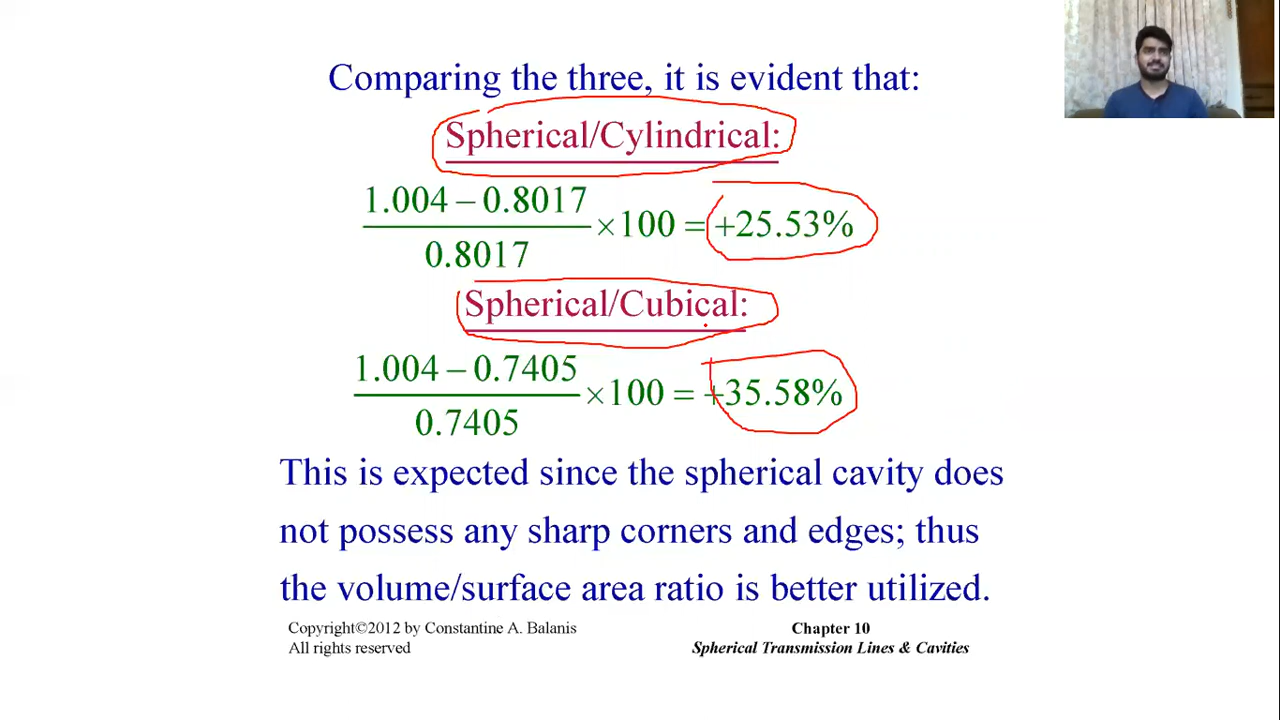 Comparing the three, it is evident that:
Spherical/Cylindrical:
1.004 – 0.8017
0.8017
×100 = +25.53%
Spherical/Cubical:
1.004 – 0.7405
0.7405
×100 = +35.58%
This is expected since the spherical cavity does
not possess any sharp corners and edges; thus
the volume/surface area ratio is better utilized.
Copyright©2012 by Constantine A. Balanis
All rights reserved
Chapter 10
Spherical Transmission Lines & Cavities